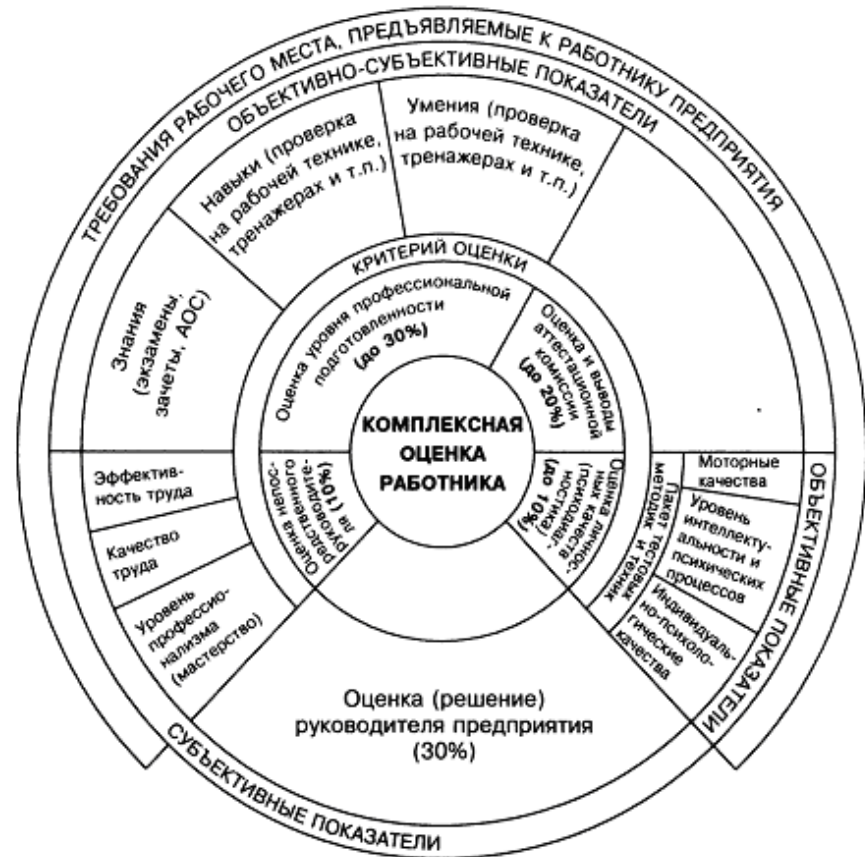 ТРЕБОВАНИЯ РАБОЧЕГО МЕСТА, ПРЕДЪЯВЛЯЕМЫЕ К РАБОТНИКУ ПРЕДПРИЯТИЯ
ОБЪЕКТИВНО-СУБЪЕКТИВНЫЕ ПОКАЗАТЕЛИ
Знания
(экзамены,
зачеты, АОС)
Навыки (проверка
на рабочей технике,
тренажерах и т.п.)
Умения (проверка
на рабочей технике,
тренажерах и т.п.)
КРИТЕРИЙ ОЦЕНКИ
Оценка уровня профессиональной
подготовленности
(до 30%)
Оценка и выводы
аттестационной
комиссии
(до 20%)
КОМПЛЕКСНАЯ
ОЦЕНКА
РАБОТНИКА
Оценка непос-
редственного
руководите-
ля (10%)
Оценка личност-
ных качеств
(психодиаг-
ностика)
(до 10%)
Эффектив-
ность труда
Качество
труда
Уровень
професси-
онализма
(мастерство)
Пакет тестовых
методик и техник
Моторные
качества
Уровень
интеллекту-
альности и
психических
процессов
Индивидуаль-
но-психоло-
гические
качества
ОБЪЕКТИВНЫЕ ПОКАЗАТЕЛИ
Оценка (решение)
руководителя предприятия
(30%)
СУБЪЕКТИВНЫЕ ПОКАЗАТЕЛИ